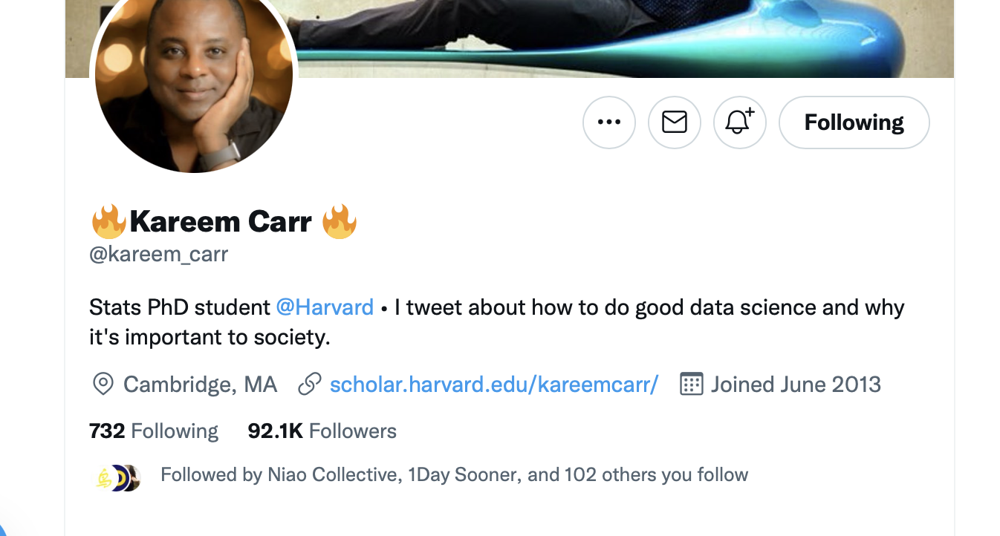 Following
🔥Kareem Carr 🔥
@kareem_carr
Stats PhD student @Harvard • I tweet about how to do good data science and why
it's important to society.
Cambridge, MA scholar.harvard.edu/kareemcarr/ Joined June 2013
732 Following 92.1K Followers
鸟
Followed by Niao Collective, 1Day Sooner, and 102 others you follow